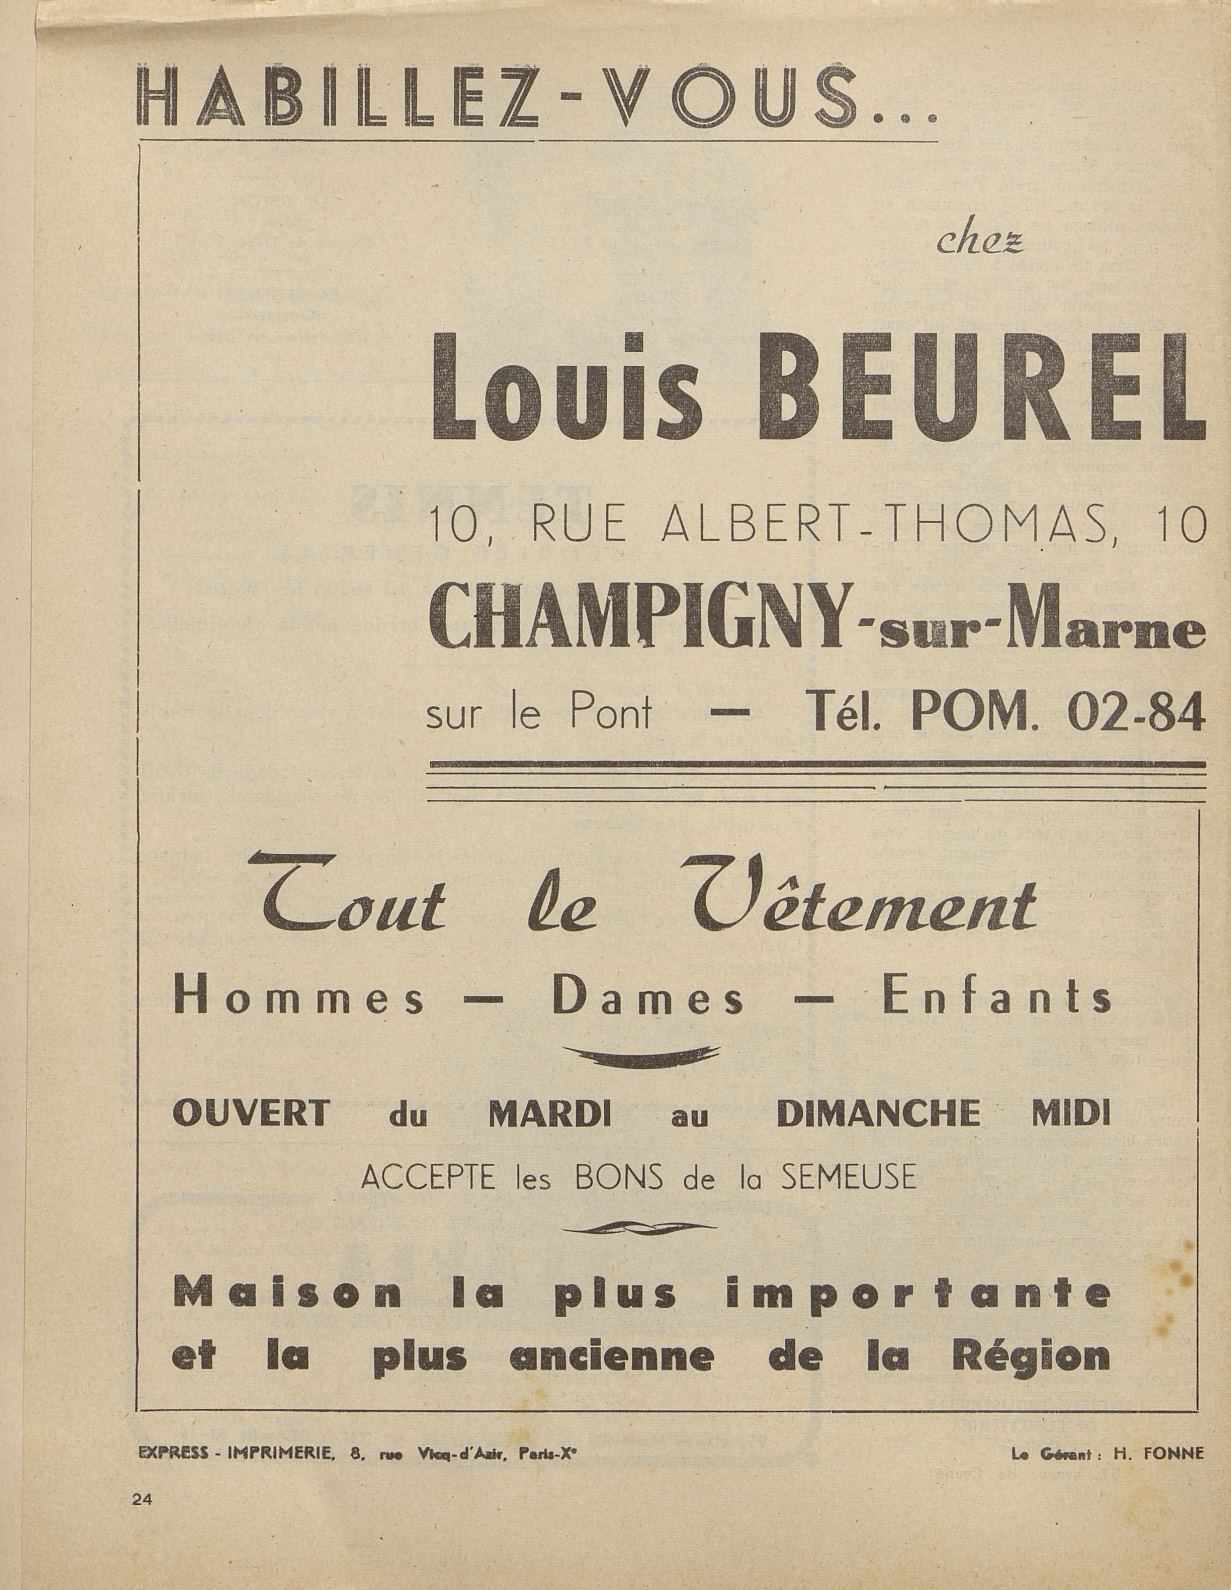 HABILLEZ-VOUS...
chez
Louis BEUREL
10, RUE ALBERT-THOMAS, 10
CHAMPIGNY-sur-Marne
sur le Pont — Tél. POM. 02-84
Tout le Vêtement
Hommes — Dames — Enfants
OUVERT du MARDI au DIMANCHE MIDI
ACCEPTE les BONS de la SEMEUSE
Maison la plus importante
et la plus ancienne de la Région
EXPRESS - IMPRIMERIE, 8, rue Vicq-d'Azir, Paris-Xe
Le Gérant : H. FONNE
24